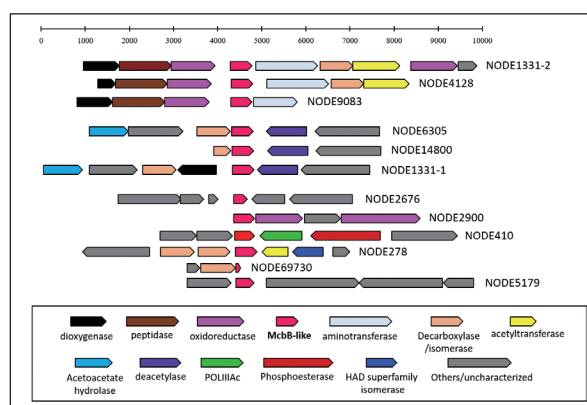 0 1000 2000 3000 4000 5000 6000 7000 8000 9000 10000
NODE1331-2
NODE4128
NODE9083
NODE6305
NODE14800
NODE1331-1
NODE2676
NODE2900
NODE410
NODE278
NODE69730
NODE5179
dioxygenase peptidase oxidoreductase McbB-like aminotransferase Decarboxylase acetyltransferase
/isomerase
Acetoacetate deacetylase POLIIIAc Phosphoesterase HAD superfamily Others/uncharacterized
hydrolase isomerase